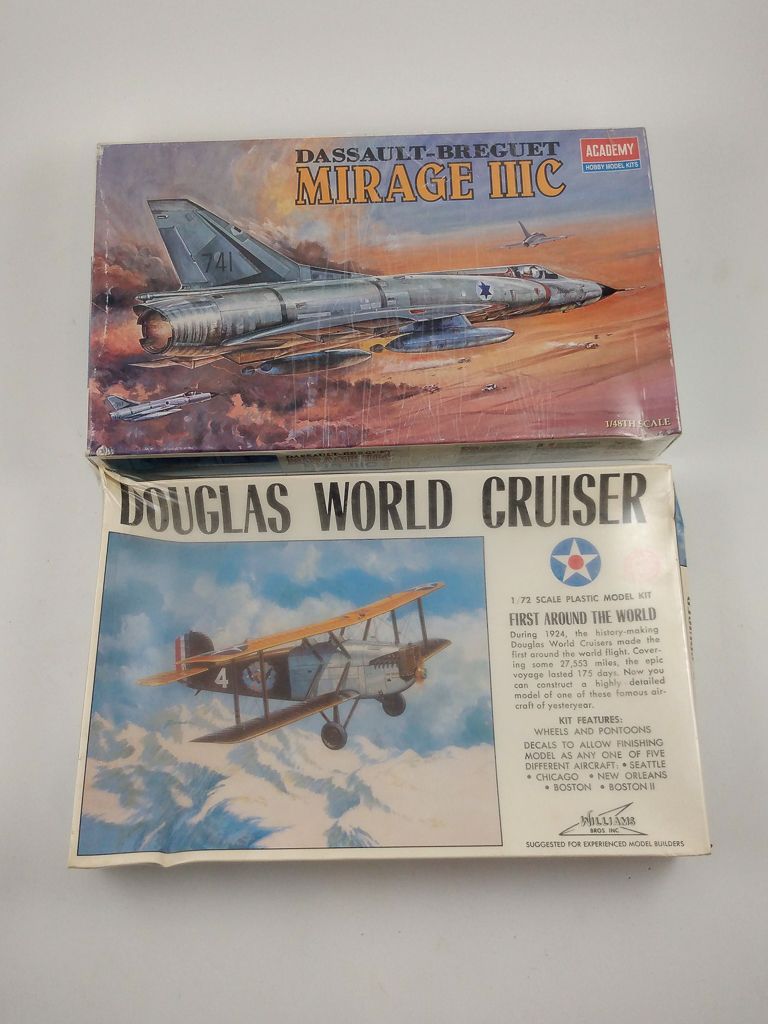 DASSAULT-BREGUET
MIRAGE IIIC
ACADEMY
HOBBY MODEL KITS
741
1/48TH SCALE
DASSAULT-BREGUET
DOUGLAS WORLD CRUISER
1/72 SCALE PLASTIC MODEL KIT
FIRST AROUND THE WORLD
During 1924, the history-making
Douglas World Cruisers made the
first around the world flight. Cover-
ing some 27,553 miles, the epic
voyage lasted 175 days. Now you
can construct a highly detailed
model of one of these famous air-
craft of yesteryear.
KIT FEATURES:
WHEELS AND PONTOONS
DECALS TO ALLOW FINISHING
MODEL AS ANY ONE OF FIVE
DIFFERENT AIRCRAFT: • SEATTLE
• CHICAGO • NEW ORLEANS
• BOSTON • BOSTON II
4
WILLIAMS
BROS. INC
SUGGESTED FOR EXPERIENCED MODEL BUILDERS